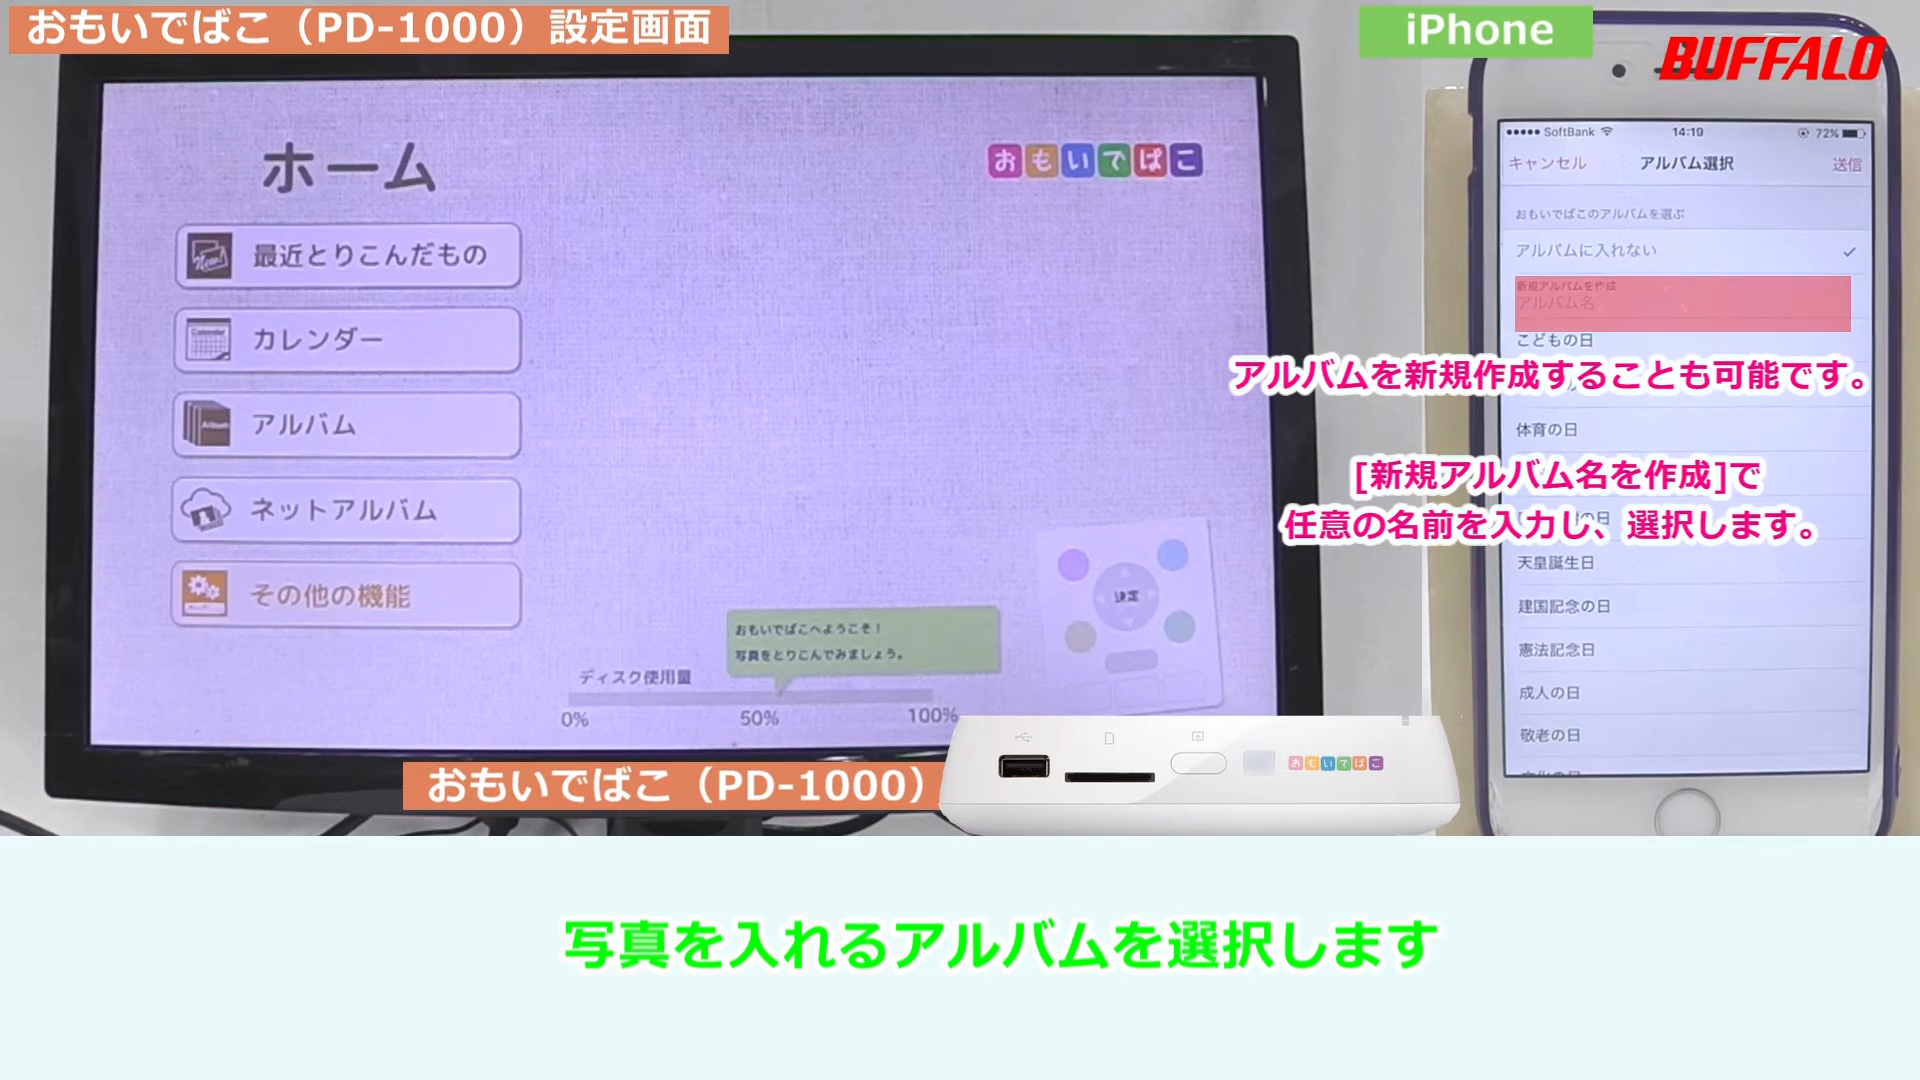 おもいでばこ（PD-1000）設定画面
iPhone
BUFFALO
ホーム
おもいでばこ
最近とりこんだもの
カレンダー
アルバム
ネットアルバム
その他の機能
おもいでばこへようこそ！
写真をとりこんでみましょう。
ディスク使用量
0%
50%
100%
決定
おもいでばこ（PD-1000）
おもいでばこ
SoftBank 14:19 72%
キャンセル アルバム選択 送信
おもいでばこのアルバムを選ぶ
アルバムに入れない
新規アルバムを作成
アルバム名
こどもの日
アルバムを新規作成することも可能です。
体育の日
[新規アルバム名を作成]で
任意の名前を入力し、選択します。
天皇誕生日
建国記念の日
憲法記念日
成人の日
敬老の日
写真を入れるアルバムを選択します